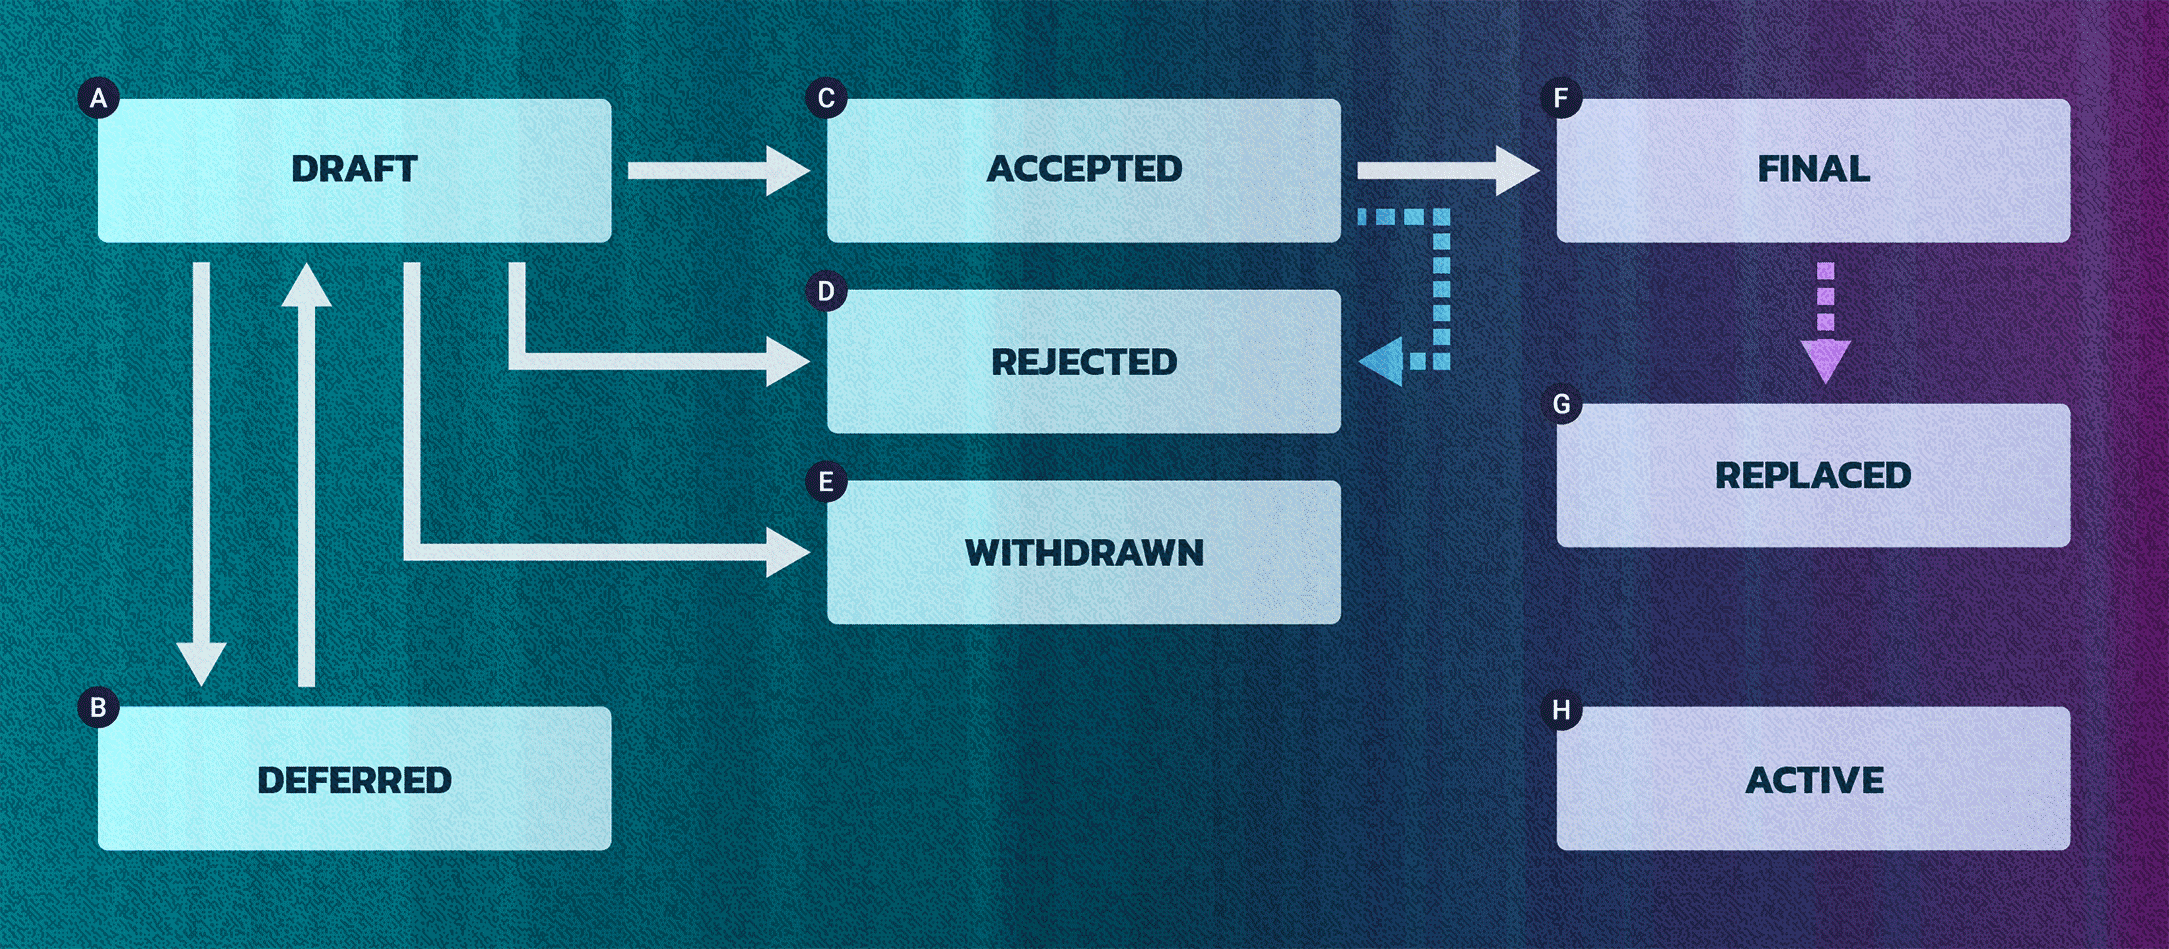 A
DRAFT
C
ACCEPTED
F
FINAL
D
REJECTED
G
REPLACED
E
WITHDRAWN
B
DEFERRED
H
ACTIVE